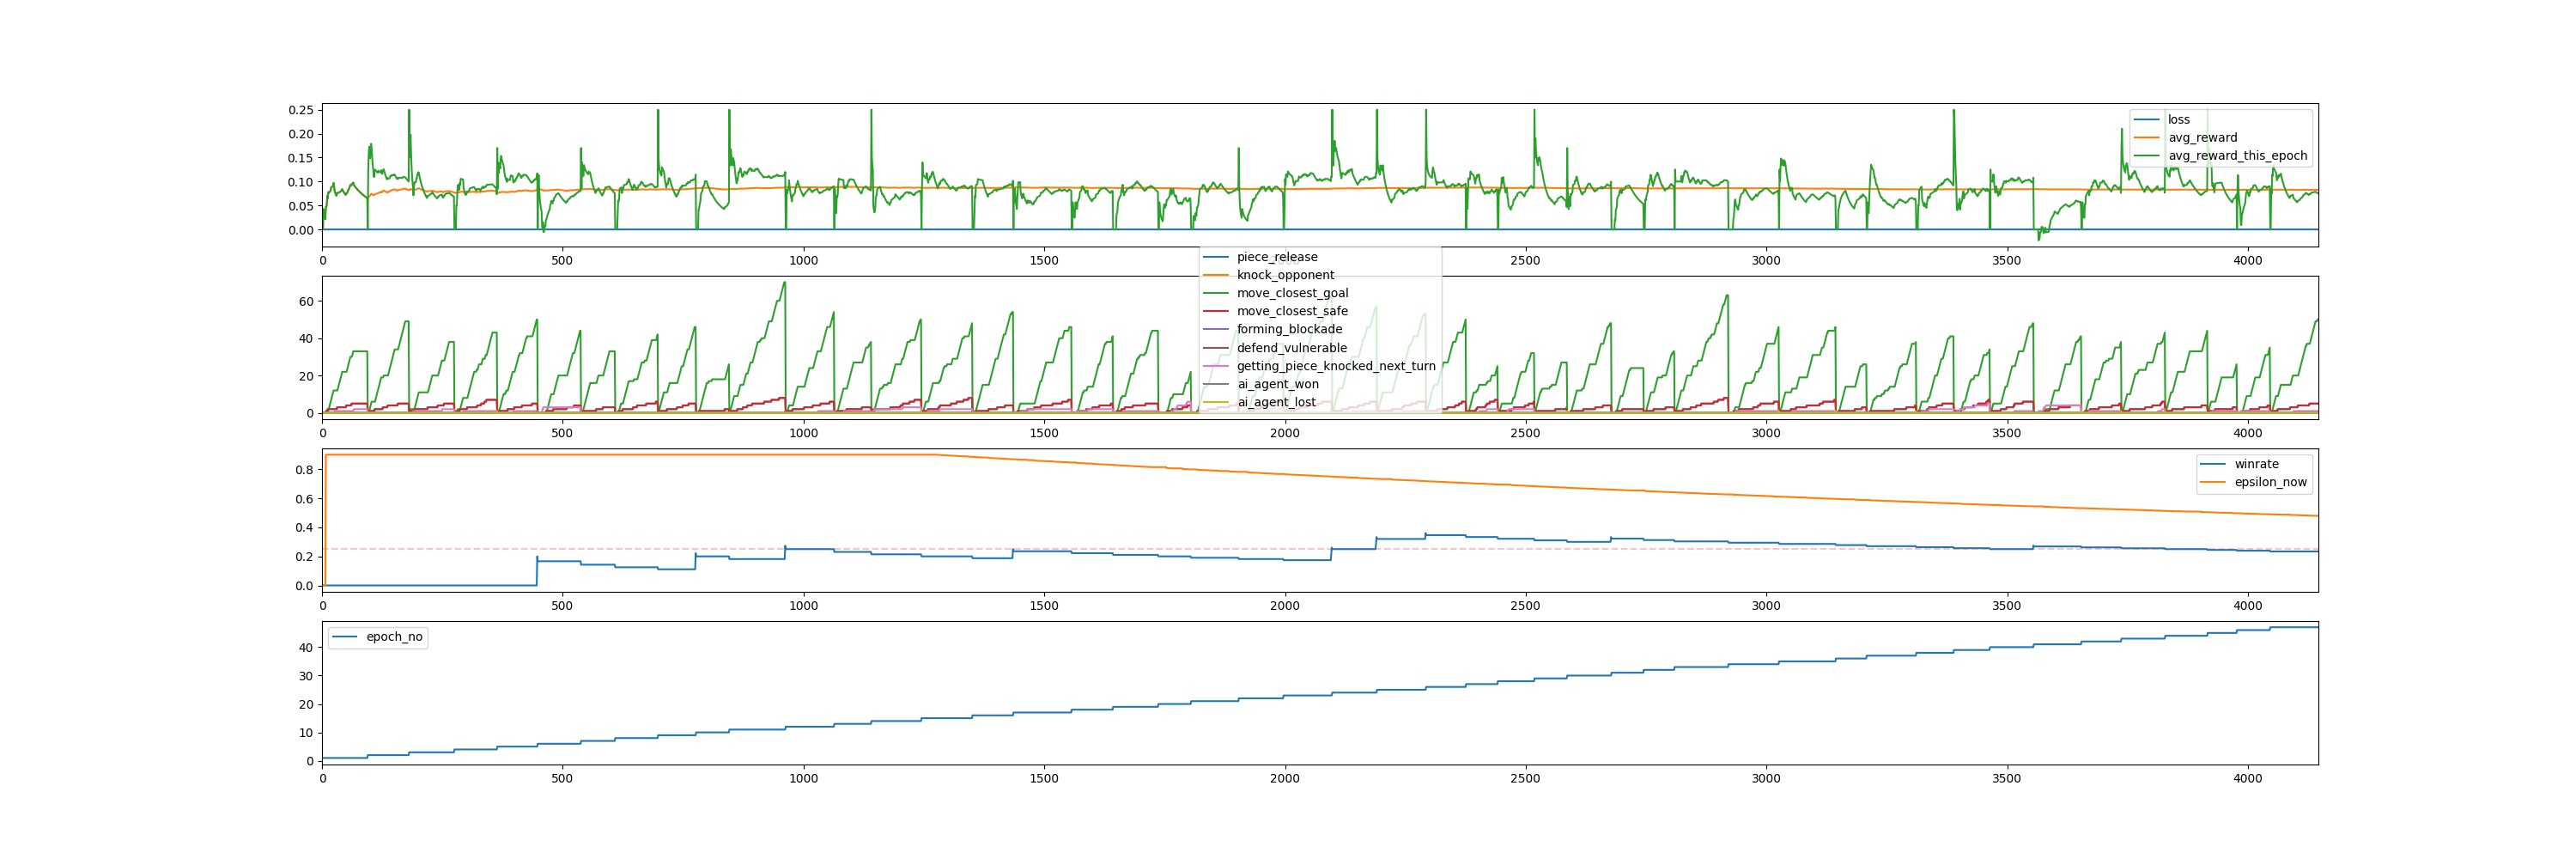 0.25
0.20
0.15
0.10
0.05
0.00
loss
avg_reward
avg_reward_this_epoch
0 500 1000 1500 2000 2500 3000 3500 4000
60
40
20
0
piece_release
knock_opponent
move_closest_goal
move_closest_safe
forming_blockade
defend_vulnerable
getting_piece_knocked_next_turn
ai_agent_won
ai_agent_lost
0 500 1000 1500 2000 2500 3000 3500 4000
0.8
0.6
0.4
0.2
0.0
winrate
epsilon_now
0 500 1000 1500 2000 2500 3000 3500 4000
40
30
20
10
0
epoch_no
0 500 1000 1500 2000 2500 3000 3500 4000